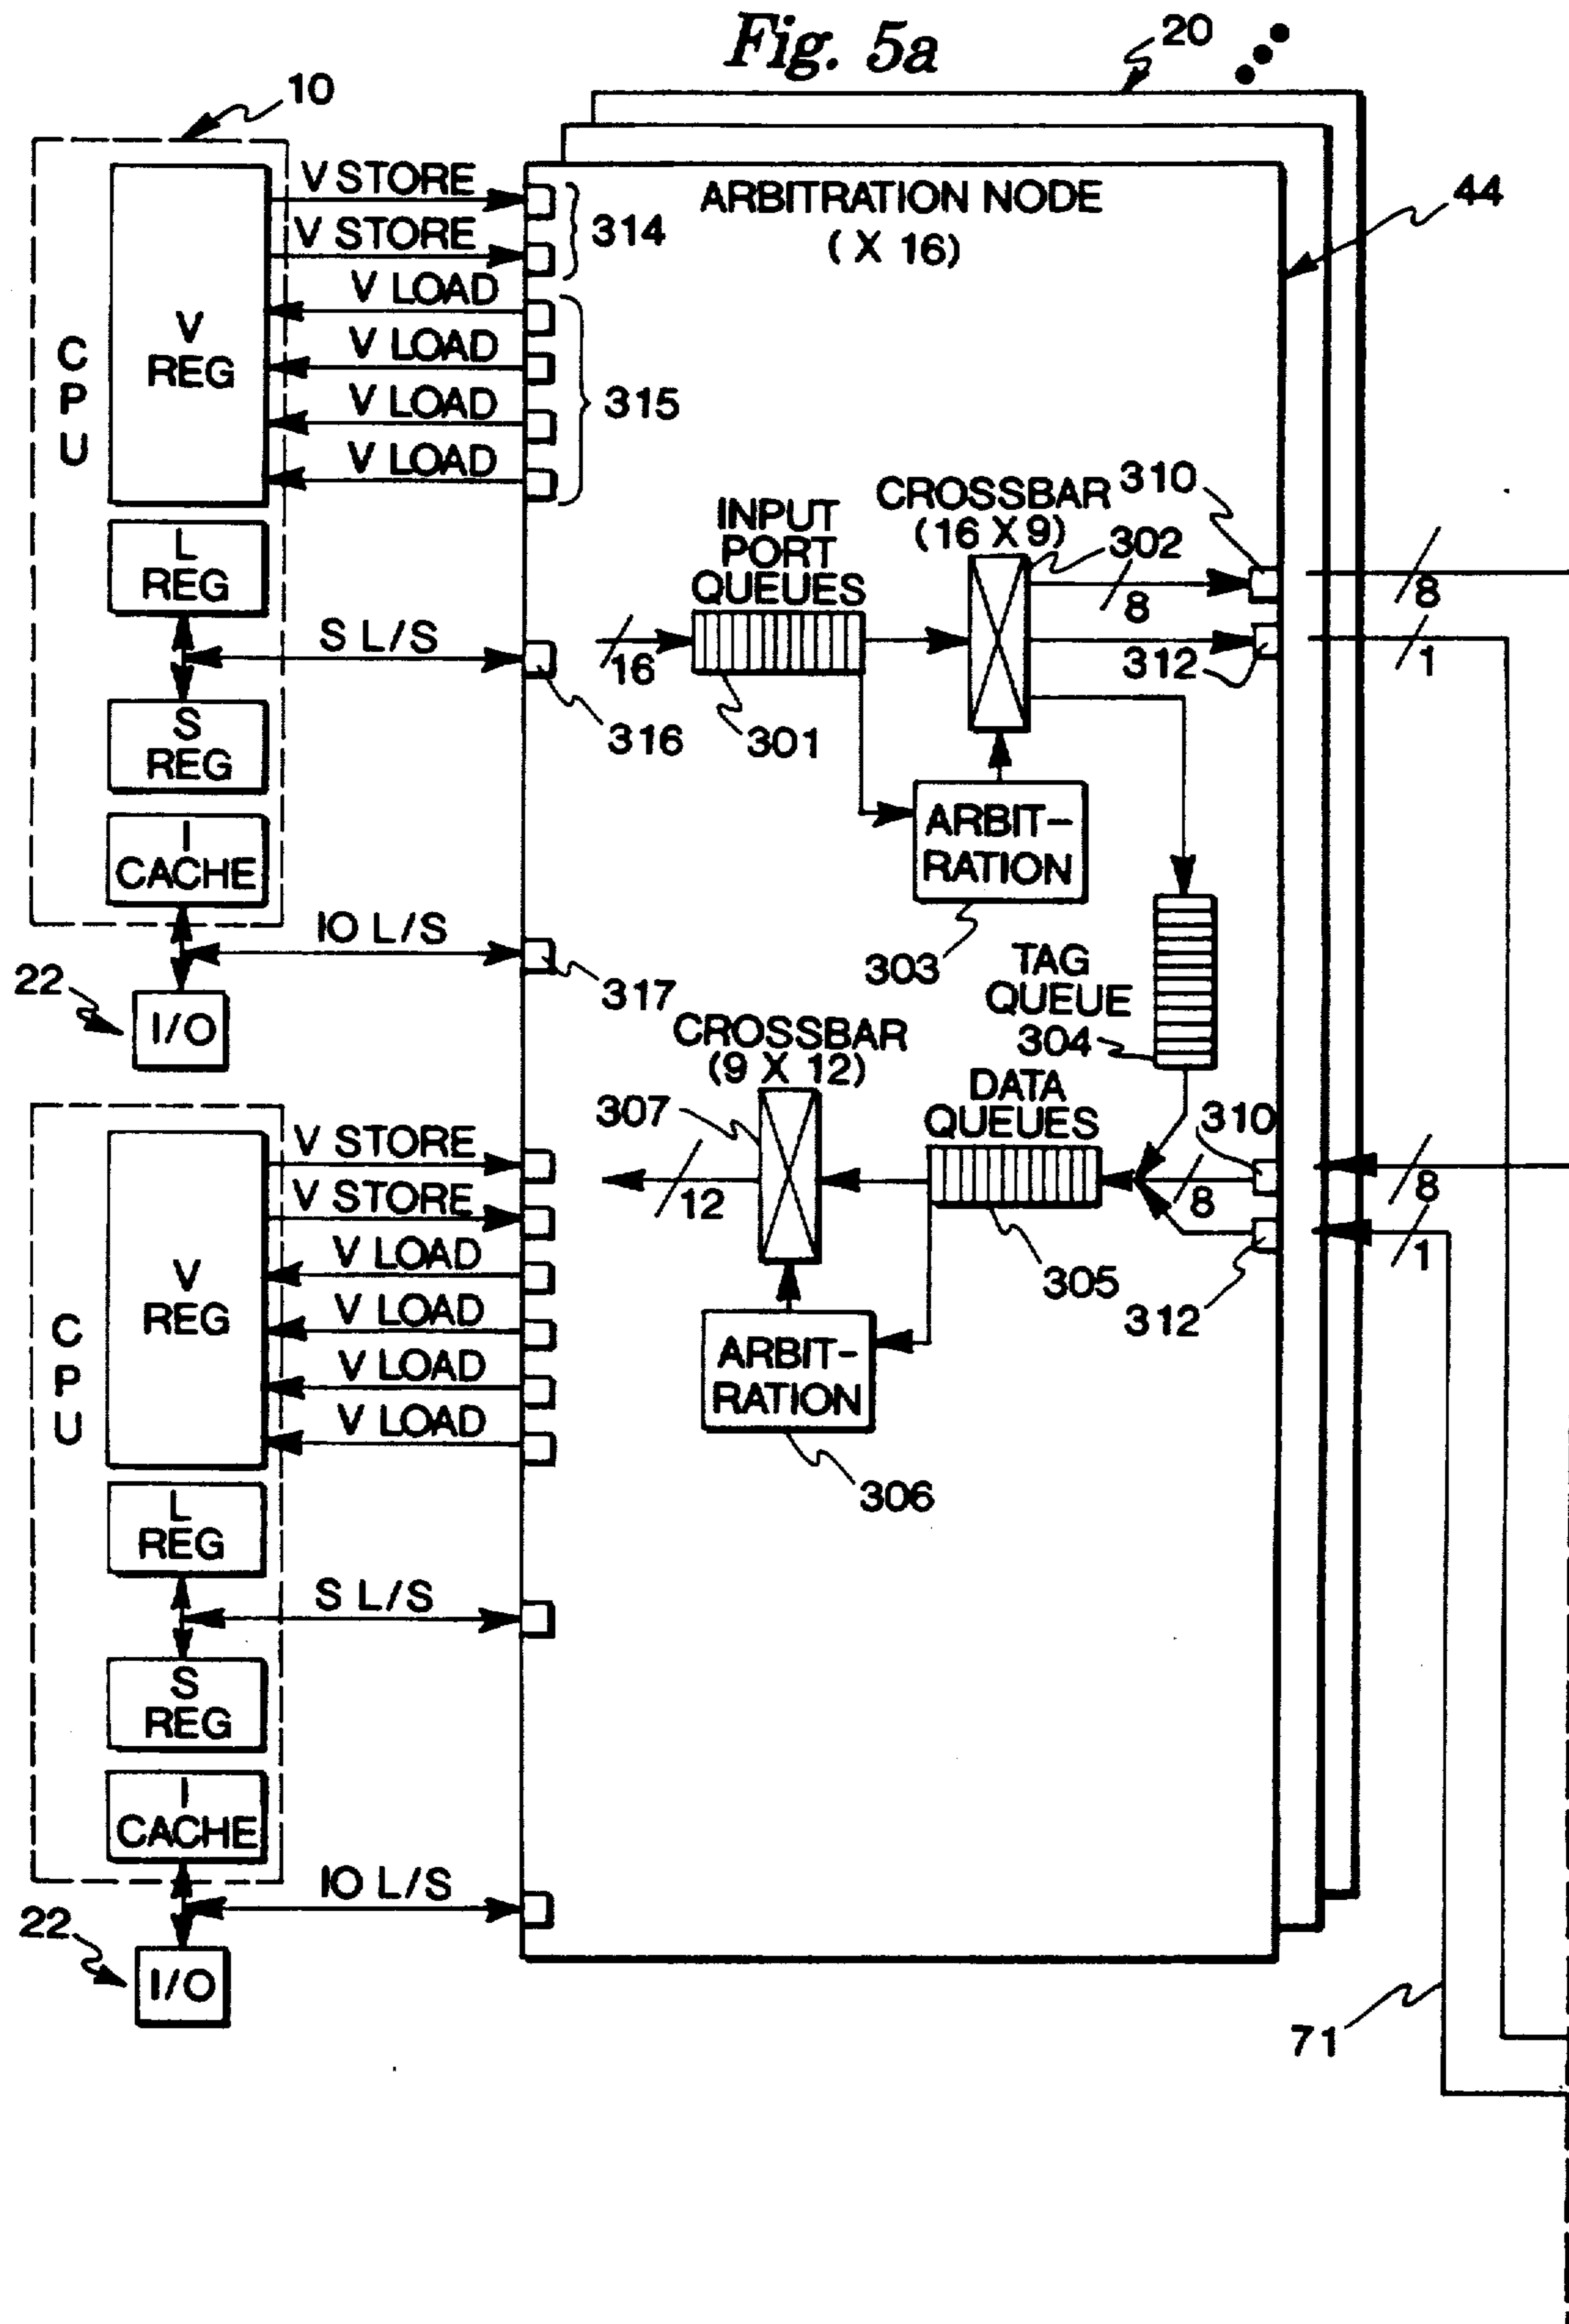 Fig. 5a
20
10
44
V STORE
V STORE
V LOAD
V LOAD
V LOAD
V LOAD
314
315
ARBITRATION NODE
( X 16)
C
P
U
V
REG
L
REG
S L/S
S
REG
I
CACHE
IO L/S
22
I/O
316
317
16
INPUT
PORT
QUEUES
301
CROSSBAR
(16 X 9)
302
310
8
312
8
1
ARBIT-
RATION
303
TAG
QUEUE
304
CROSSBAR
(9 X 12)
307
12
DATA
QUEUES
305
310
8
312
8
1
ARBIT-
RATION
306
V STORE
V STORE
V LOAD
V LOAD
V LOAD
V LOAD
C
P
U
V
REG
L
REG
S L/S
S
REG
I
CACHE
IO L/S
22
I/O
71